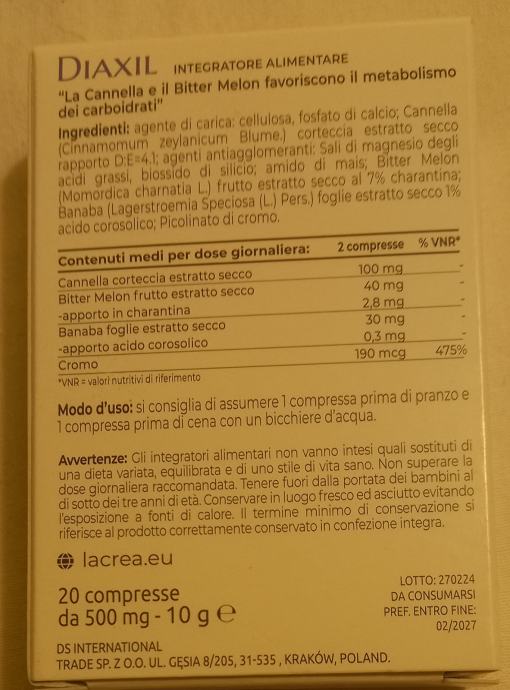 DIAXIL INTEGRATORE ALIMENTARE
“La Cannella e il Bitter Melon favoriscono il metabolismo
dei carboidrati”
Ingredienti: agente di carica: cellulosa, fosfato di calcio; Cannella
(Cinnamomum zeylanicum Blume.) corteccia estratto secco
rapporto D:E=4,1; agenti antiagglomeranti: Sali di magnesio degli
acidi grassi, biossido di silicio; amido di mais; Bitter Melon
(Momordica charnatia L.) frutto estratto secco al 7% charantina;
Banaba (Lagerstroemia Speciosa (L.) Pers.) foglie estratto secco 1%
acido corosolico; Picolinato di cromo.
Contenuti medi per dose giornaliera: 2 compresse % VNR*
Cannella corteccia estratto secco 100 mg -
Bitter Melon frutto estratto secco 40 mg -
-apporto in charantina 2,8 mg -
Banaba foglie estratto secco 30 mg -
-apporto acido corosolico 0,3 mg -
Cromo 190 mcg 475%
*VNR = valori nutritivi di riferimento
Modo d'uso: si consiglia di assumere 1 compressa prima di pranzo e
1 compressa prima di cena con un bicchiere d'acqua.
Avvertenze: Gli integratori alimentari non vanno intesi quali sostituti di
una dieta variata, equilibrata e di uno stile di vita sano. Non superare la
dose giornaliera raccomandata. Tenere fuori dalla portata dei bambini al
di sotto dei tre anni di età. Conservare in luogo fresco ed asciutto evitando
l'esposizione a fonti di calore. Il termine minimo di conservazione si
riferisce al prodotto correttamente conservato in confezione integra.
lacrea.eu
20 compresse
da 500 mg - 10 g ℮
LOTTO: 270224
DA CONSUMARSI
PREF. ENTRO FINE:
02/2027
DS INTERNATIONAL
TRADE SP. Z O.O. UL. GĘSIA 8/205, 31-535 , KRAKÓW, POLAND.